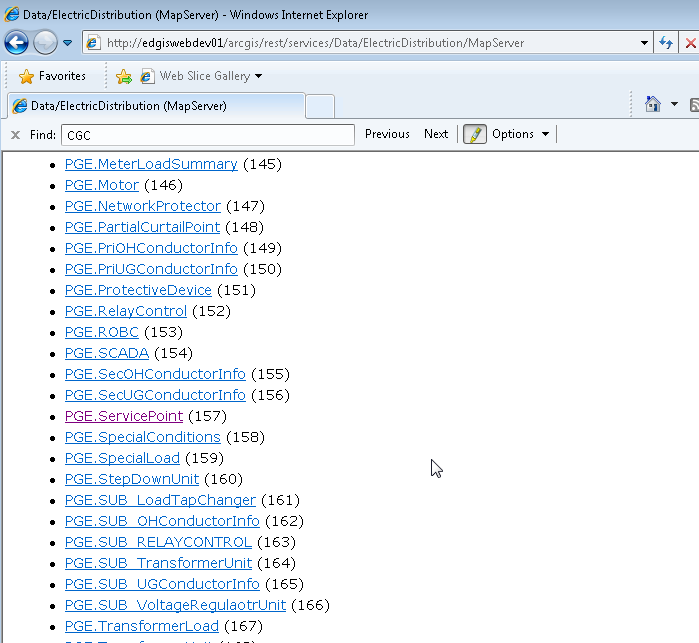 Data/ElectricDistribution (MapServer) - Windows Internet Explorer
http://edgiswebdev01/arcgis/rest/services/Data/ElectricDistribution/MapServer
Favorites Web Slice Gallery
Data/ElectricDistribution (MapServer)
x Find: CGC Previous Next Options
PGE.MeterLoadSummary (145)
PGE.Motor (146)
PGE.NetworkProtector (147)
PGE.PartialCurtailPoint (148)
PGE.PriOHConductorInfo (149)
PGE.PriUGConductorInfo (150)
PGE.ProtectiveDevice (151)
PGE.RelayControl (152)
PGE.ROBC (153)
PGE.SCADA (154)
PGE.SecOHConductorInfo (155)
PGE.SecUGConductorInfo (156)
PGE.ServicePoint (157)
PGE.SpecialConditions (158)
PGE.SpecialLoad (159)
PGE.StepDownUnit (160)
PGE.SUB_LoadTapChanger (161)
PGE.SUB_OHConductorInfo (162)
PGE.SUB_RELAYCONTROL (163)
PGE.SUB_TransformerUnit (164)
PGE.SUB_UGConductorInfo (165)
PGE.SUB_VoltageRegulaotrUnit (166)
PGE.TransformerLoad (167)